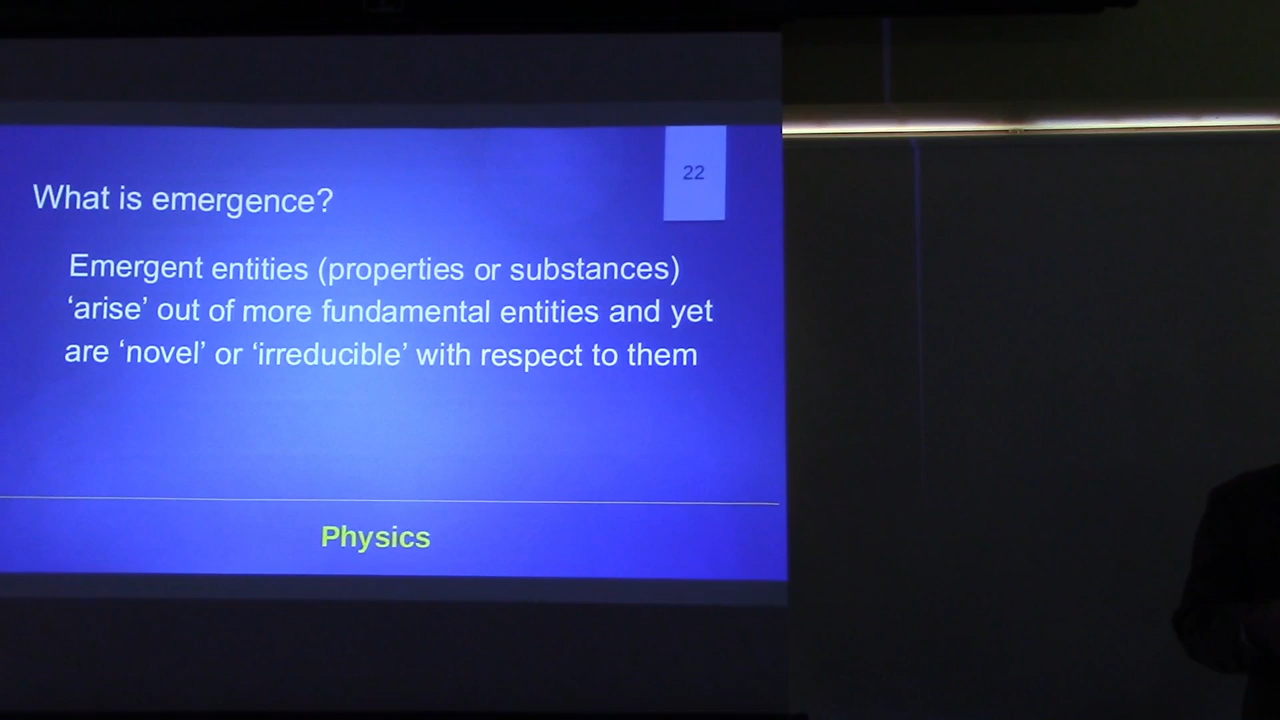 22
What is emergence?
Emergent entities (properties or substances)
‘arise’ out of more fundamental entities and yet
are ‘novel’ or ‘irreducible’ with respect to them
Physics